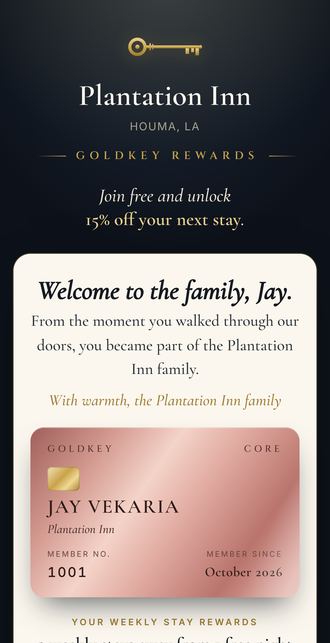 Plantation Inn
HOUMA, LA
GOLDKEY REWARDS
Join free and unlock
15% off your next stay.
Welcome to the family, Jay.
From the moment you walked through our
doors, you became part of the Plantation
Inn family.
With warmth, the Plantation Inn family
GOLDKEY CORE
JAY VEKARIA
Plantation Inn
MEMBER NO. MEMBER SINCE
1001 October 2026
YOUR WEEKLY STAY REWARDS